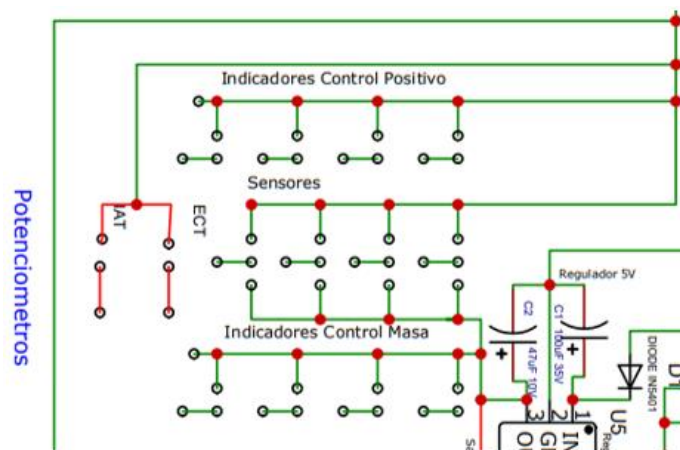 Indicadores Control Positivo
Sensores
IAT
ECT
Potenciometros
Regulador 5V
C2
47uF 10V
C1
100uF 35V
Indicadores Control Masa
DIODE IN5401
3
2
1
U5
IN